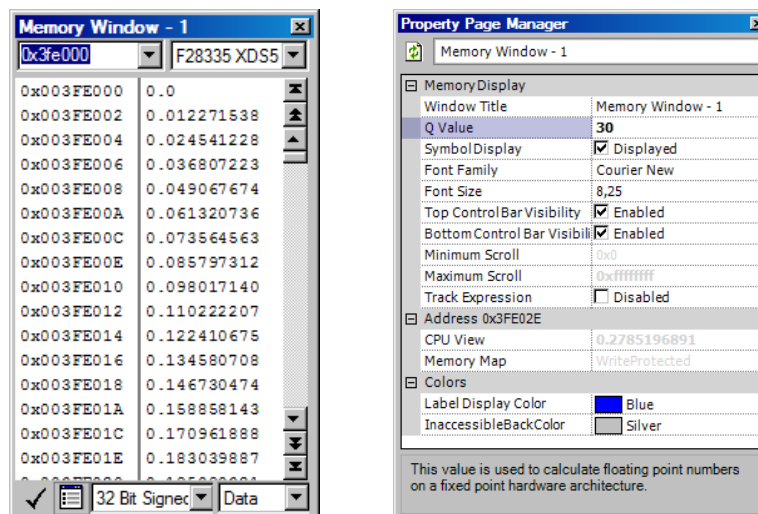 Memory Window - 1
0x3fe000 F28335 XDS5
0x003FE000 0.0
0x003FE002 0.012271538
0x003FE004 0.024541228
0x003FE006 0.036807223
0x003FE008 0.049067674
0x003FE00A 0.061320736
0x003FE00C 0.073564563
0x003FE00E 0.085797312
0x003FE010 0.098017140
0x003FE012 0.110222207
0x003FE014 0.122410675
0x003FE016 0.134580708
0x003FE018 0.146730474
0x003FE01A 0.158858143
0x003FE01C 0.170961888
0x003FE01E 0.183039887
32 Bit Signec Data
Property Page Manager
Memory Window - 1
Memory Display
Window Title Memory Window - 1
Q Value 30
Symbol Display Displayed
Font Family Courier New
Font Size 8,25
Top Control Bar Visibility Enabled
Bottom Control Bar Visibili Enabled
Minimum Scroll 0x0
Maximum Scroll 0xffffffff
Track Expression Disabled
Address 0x3FE02E
CPU View 0.2785196891
Memory Map WriteProtected
Colors
Label Display Color Blue
InaccessibleBackColor Silver
This value is used to calculate floating point numbers
on a fixed point hardware architecture.